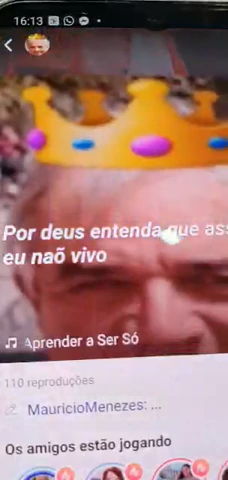 16:13
Por deus entenda que ass
eu naõ vivo
Aprender a Ser Só
110 reproduções
MauricioMenezes: ...
Os amigos estão jogando